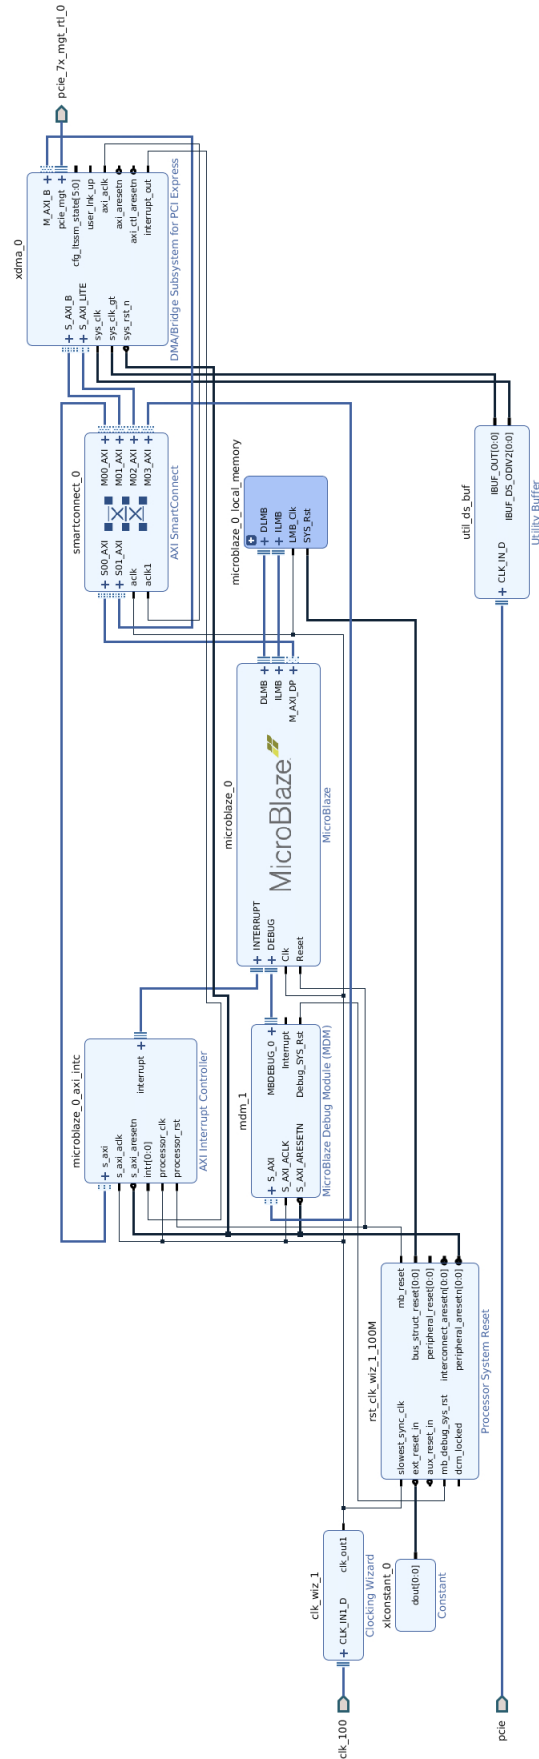 clk_100
pcie
clk_wiz_1
CLK_IN1_D
clk_out1
Clocking Wizard
xlconstant_0
dout[0:0]
Constant
rst_clk_wiz_1_100M
slowest_sync_clk
ext_reset_in
aux_reset_in
mb_debug_sys_rst
dcm_locked
mb_reset
bus_struct_reset[0:0]
peripheral_reset[0:0]
interconnect_aresetn[0:0]
peripheral_aresetn[0:0]
Processor System Reset
microblaze_0_axi_intc
s_axi
s_axi_aclk
s_axi_aresetn
intr[0:0]
processor_clk
processor_rst
interrupt
AXI Interrupt Controller
mdm_1
S_AXI
S_AXI_ACLK
S_AXI_ARESETN
MBDEBUG_0
Interrupt
Debug_SYS_Rst
MicroBlaze Debug Module (MDM)
microblaze_0
INTERRUPT
DEBUG
Clk
Reset
MicroBlaze
DLMB
ILMB
M_AXI_DP
MicroBlaze
smartconnect_0
S00_AXI
S01_AXI
aclk
aclk1
M00_AXI
M01_AXI
M02_AXI
M03_AXI
AXI SmartConnect
microblaze_0_local_memory
DLMB
ILMB
LMB_Clk
SYS_Rst
util_ds_buf
CLK_IN_D
IBUF_OUT[0:0]
IBUF_DS_ODIV2[0:0]
Utility Buffer
xdma_0
S_AXI_B
S_AXI_LITE
sys_clk
sys_clk_gt
sys_rst_n
M_AXI_B
pcie_mgt
cfg_ltssm_state[5:0]
user_lnk_up
axi_aclk
axi_aresetn
axi_ctl_aresetn
interrupt_out
DMA/Bridge Subsystem for PCI Express
pcie_7x_mgt_rtl_0